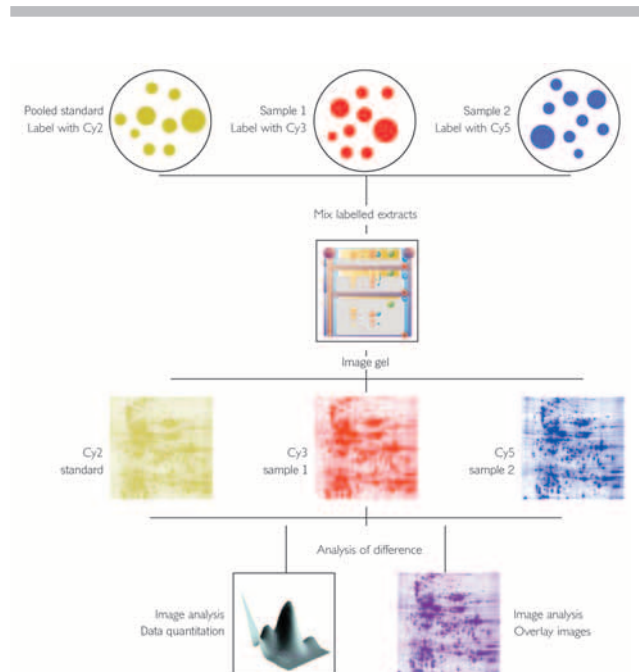 Pooled standard
Label with Cy2
Sample 1
Label with Cy3
Sample 2
Label with Cy5
Mix labelled extracts
Image gel
Cy2
standard
Cy3
sample 1
Cy5
sample 2
Analysis of difference
Image analysis
Data quantitation
Image analysis
Overlay images